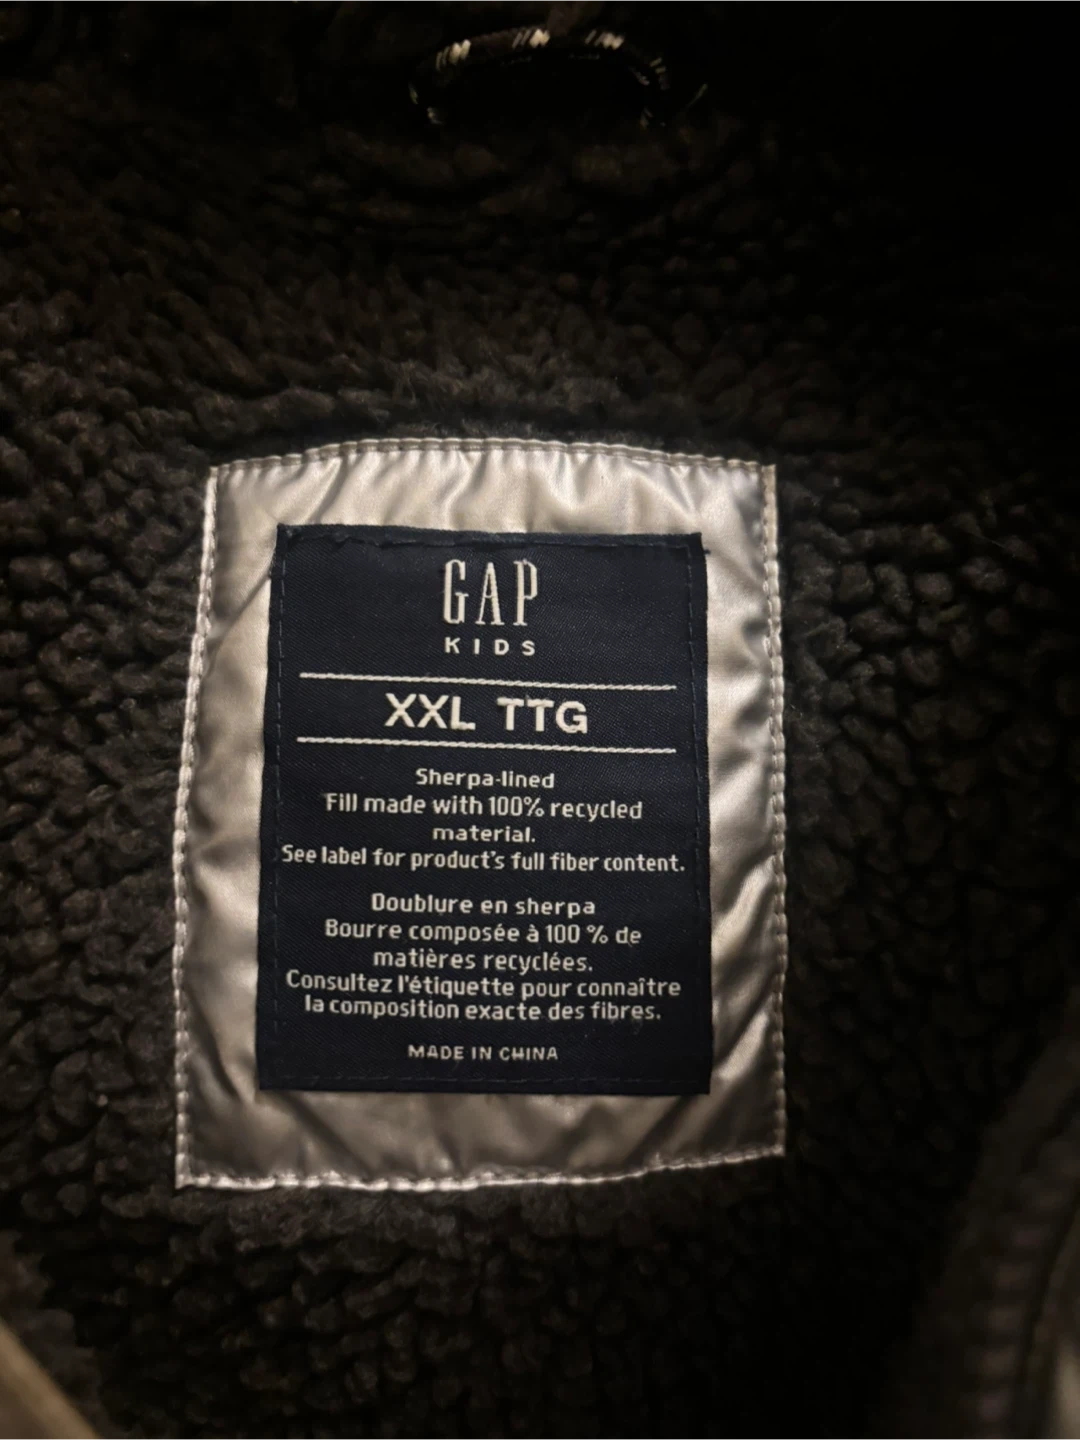 GAP
KIDS
XXL TTG
Sherpa-lined
Fill made with 100% recycled
material.
See label for product's full fiber content.
Doublure en sherpa
Bourre composée à 100 % de
matières recyclées.
Consultez l'étiquette pour connaître
la composition exacte des fibres.
MADE IN CHINA